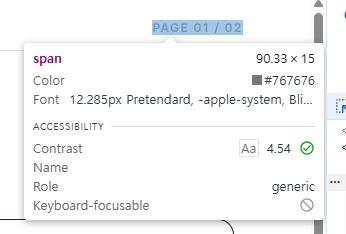 PAGE 01 / 02
span 90.33 × 15
Color #767676
Font 12.285px Pretendard, -apple-system, Bli...
ACCESSIBILITY
Contrast Aa 4.54
Name
Role generic
Keyboard-focusable